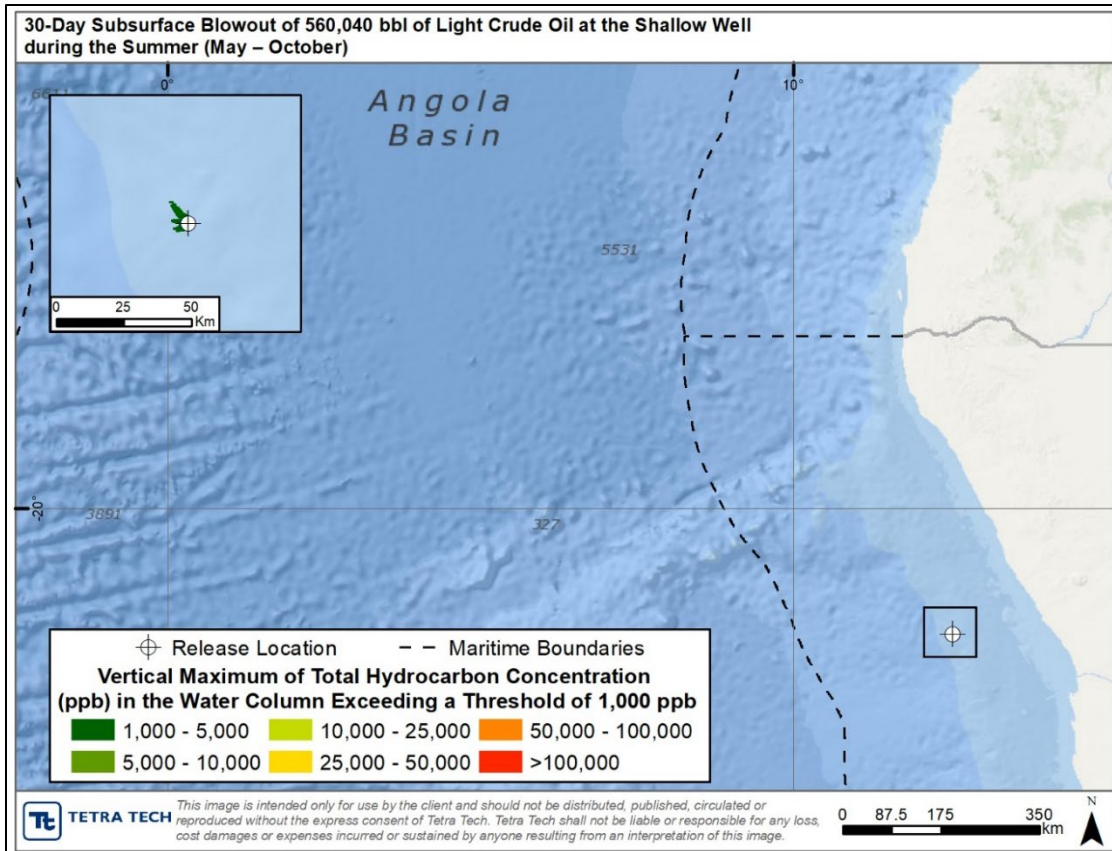 30-Day Subsurface Blowout of 560,040 bbl of Light Crude Oil at the Shallow Well
during the Summer (May – October)
0°
10°
Angola
Basin
5531
0 25 50
Km
-20°
3891
327
Release Location
Maritime Boundaries
Vertical Maximum of Total Hydrocarbon Concentration
(ppb) in the Water Column Exceeding a Threshold of 1,000 ppb
1,000 - 5,000
10,000 - 25,000
50,000 - 100,000
5,000 - 10,000
25,000 - 50,000
>100,000
Tt TETRA TECH
This image is intended only for use by the client and should not be distributed, published, circulated or
reproduced without the express consent of Tetra Tech. Tetra Tech shall not be liable or responsible for any loss,
cost damages or expenses incurred or sustained by anyone resulting from an interpretation of this image.
0 87.5 175 350
km
N